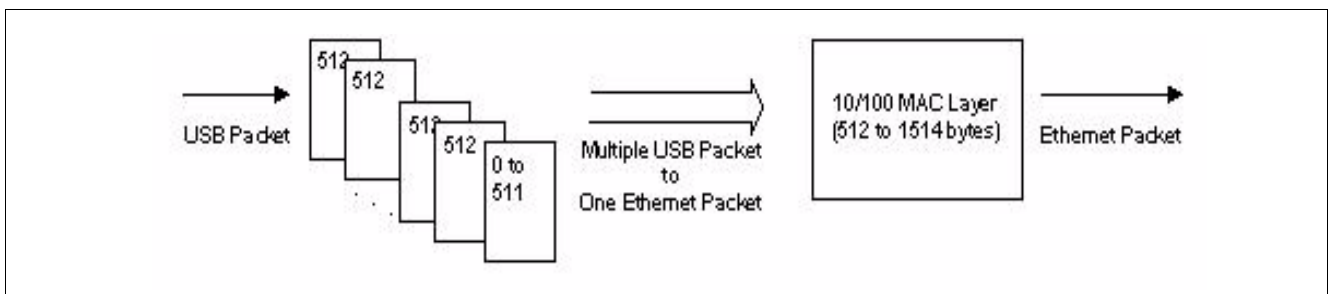 USB Packet
512
512
512
512
0 to
511
Multiple USB Packet
to
One Ethernet Packet
10/100 MAC Layer
(512 to 1514 bytes)
Ethernet Packet